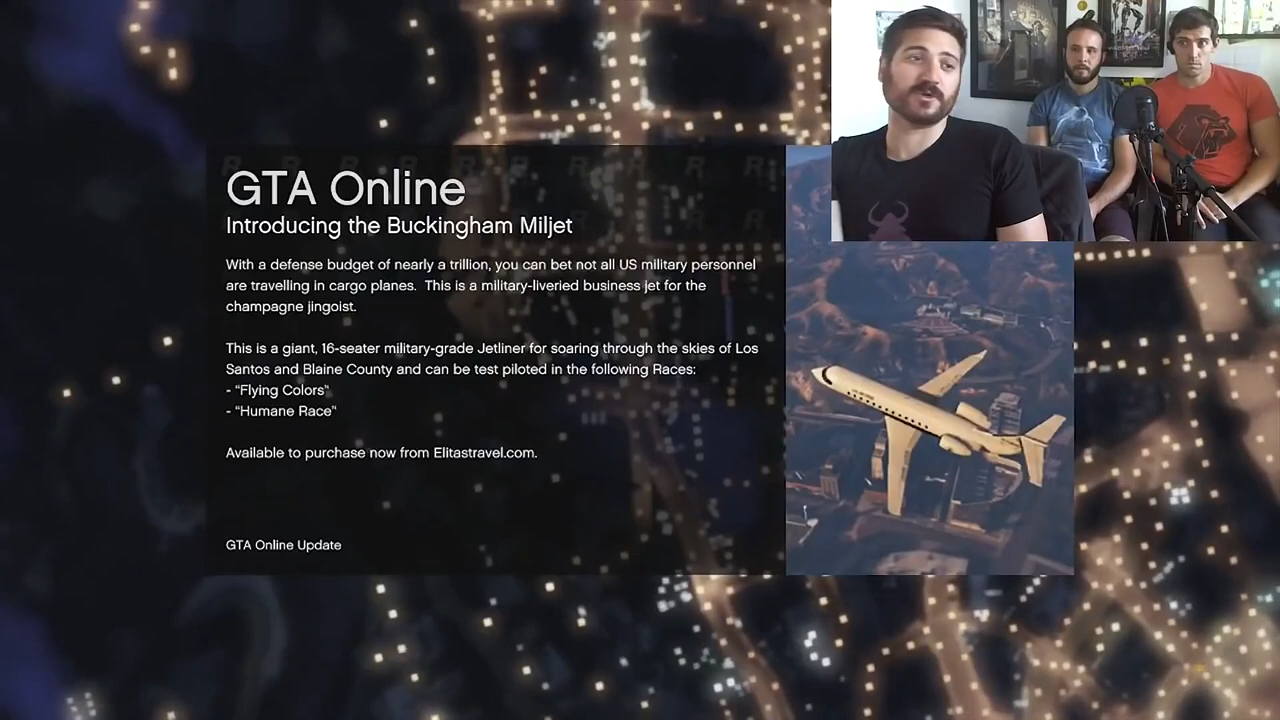 GTA Online
Introducing the Buckingham Miljet
With a defense budget of nearly a trillion, you can bet not all US military personnel
are travelling in cargo planes.  This is a military-liveried business jet for the
champagne jingoist.
This is a giant, 16-seater military-grade Jetliner for soaring through the skies of Los
Santos and Blaine County and can be test piloted in the following Races:
- "Flying Colors"
- "Humane Race"
Available to purchase now from Elitastravel.com.
GTA Online Update